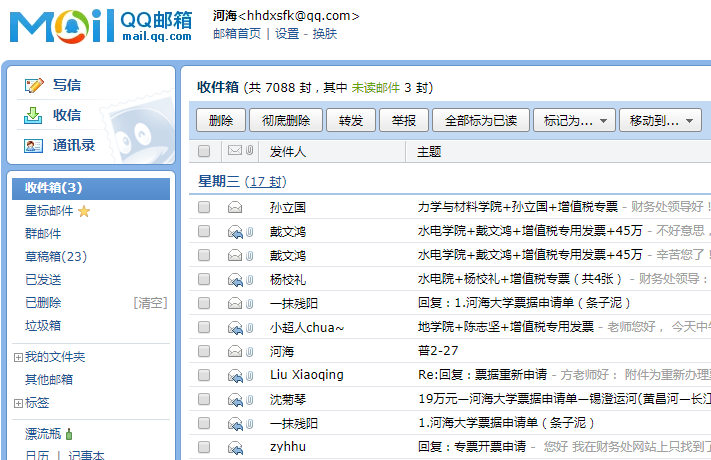 Mail QQ邮箱
mail.qq.com
河海<hhdxsfk@qq.com>
邮箱首页 | 设置 - 换肤
写信
收信
通讯录
收件箱(3)
星标邮件
群邮件
草稿箱(23)
已发送
已删除 [清空]
垃圾箱
我的文件夹
其他邮箱
标签
漂流瓶
日历 | 记事本
收件箱 (共 7088 封，其中 未读邮件 3 封)
删除 彻底删除 转发 举报 全部标为已读 标记为... 移动到...
发件人 主题
星期三 (17 封)
孙立国 力学与材料学院+孙立国+增值税专票 - 财务处领导好！
戴文鸿 水电学院+戴文鸿+增值税专用发票+45万 - 不好意思，
戴文鸿 水电学院+戴文鸿+增值税专用发票+45万 - 辛苦您了！
杨校礼 水电院+杨校礼+增值税专票（共4张） - 财务处领导：
一抹残阳 回复：1.河海大学票据申请单（条子泥）
小超人chua~ 地学院+陈志坚+增值税专用发票 - 老师您好， 今天中午
河海 普2-27
Liu Xiaoqing Re:回复：票据重新申请 - 方老师好： 附件为重新办理
沈菊琴 19万元—河海大学票据申请单—锡澄运河(黄昌河—长江
一抹残阳 1.河海大学票据申请单（条子泥）
zyhhu 回复：专票开票申请 - 您好 我在财务处网站上只找到